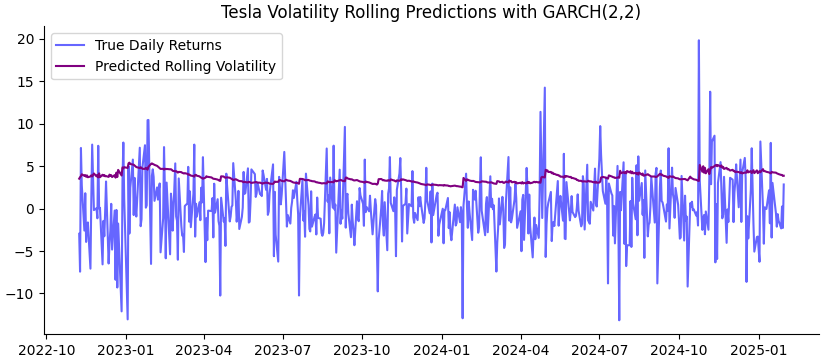 Tesla Volatility Rolling Predictions with GARCH(2,2)
True Daily Returns
Predicted Rolling Volatility
20
15
10
5
0
−5
−10
2022-10 2023-01 2023-04 2023-07 2023-10 2024-01 2024-04 2024-07 2024-10 2025-01